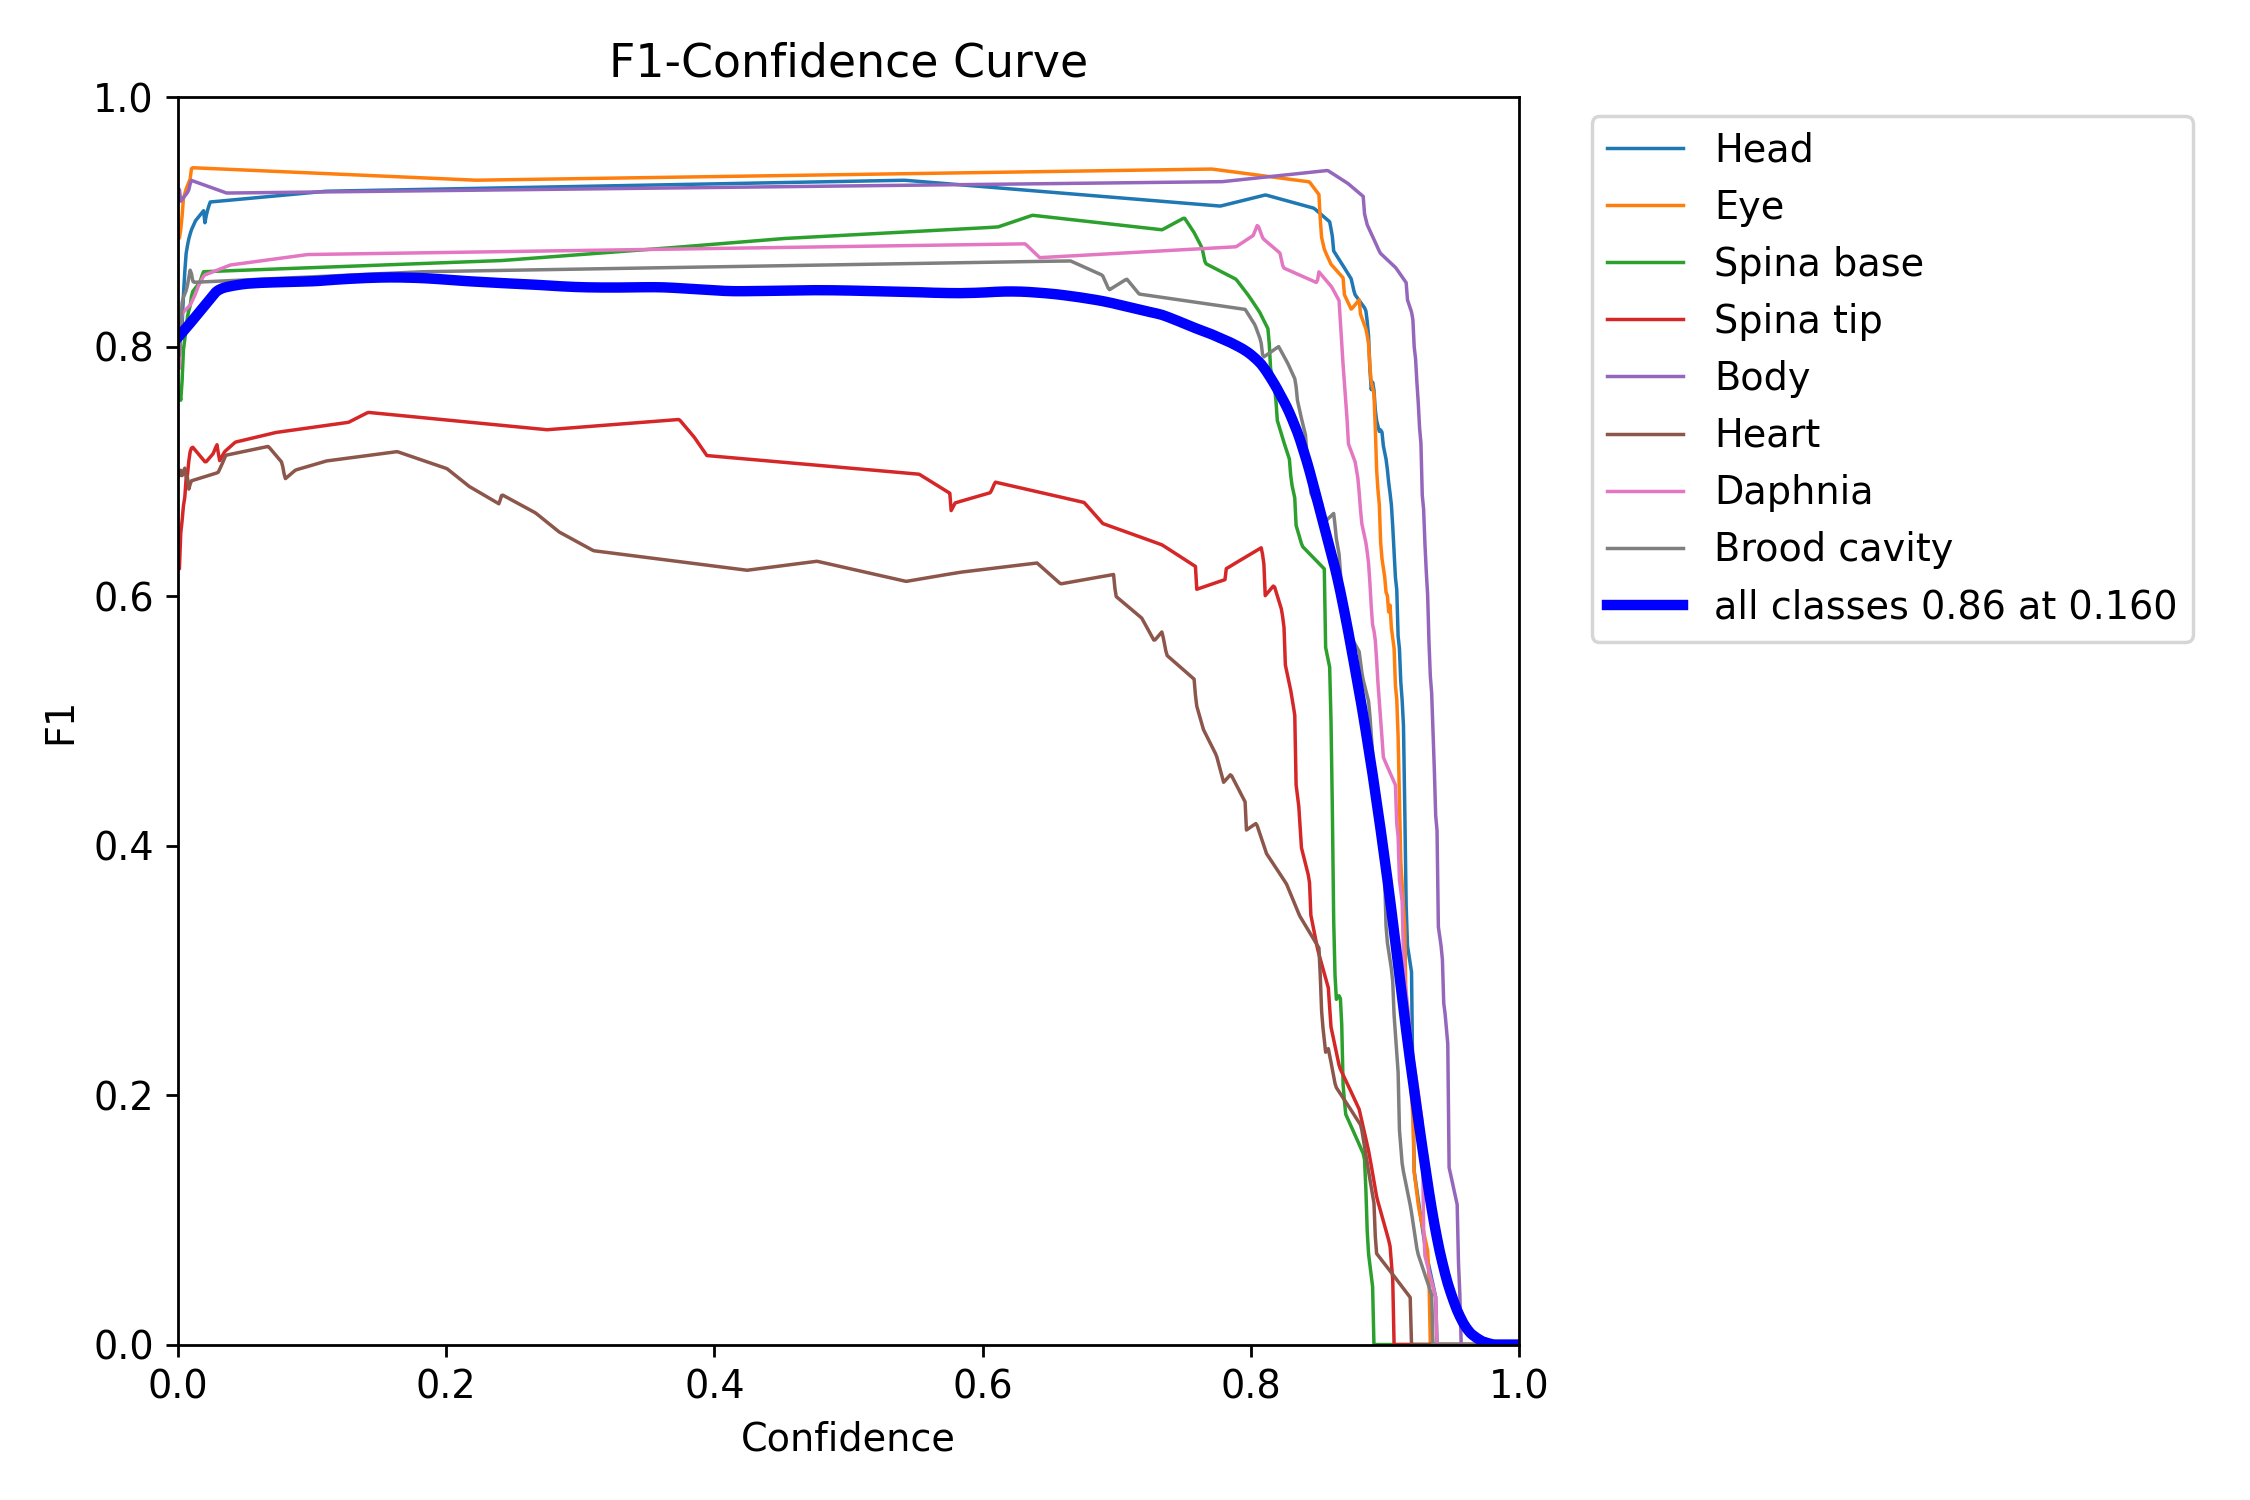 F1-Confidence Curve
1.0
0.8
0.6
0.4
0.2
0.0
F1
0.0 0.2 0.4 0.6 0.8 1.0
Confidence
Head
Eye
Spina base
Spina tip
Body
Heart
Daphnia
Brood cavity
all classes 0.86 at 0.160